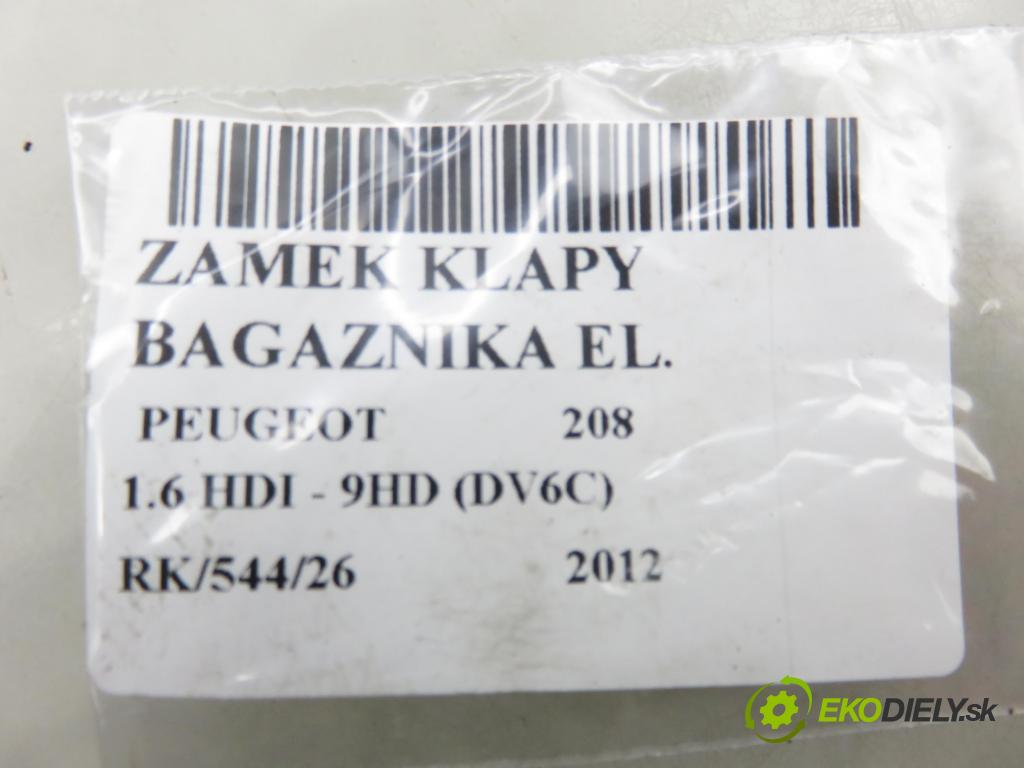 ZAMEK KLAPY
BAGAZNIKA EL.
PEUGEOT 208
1.6 HDI - 9HD (DV6C)
RK/544/26 2012
EKODIELY.sk